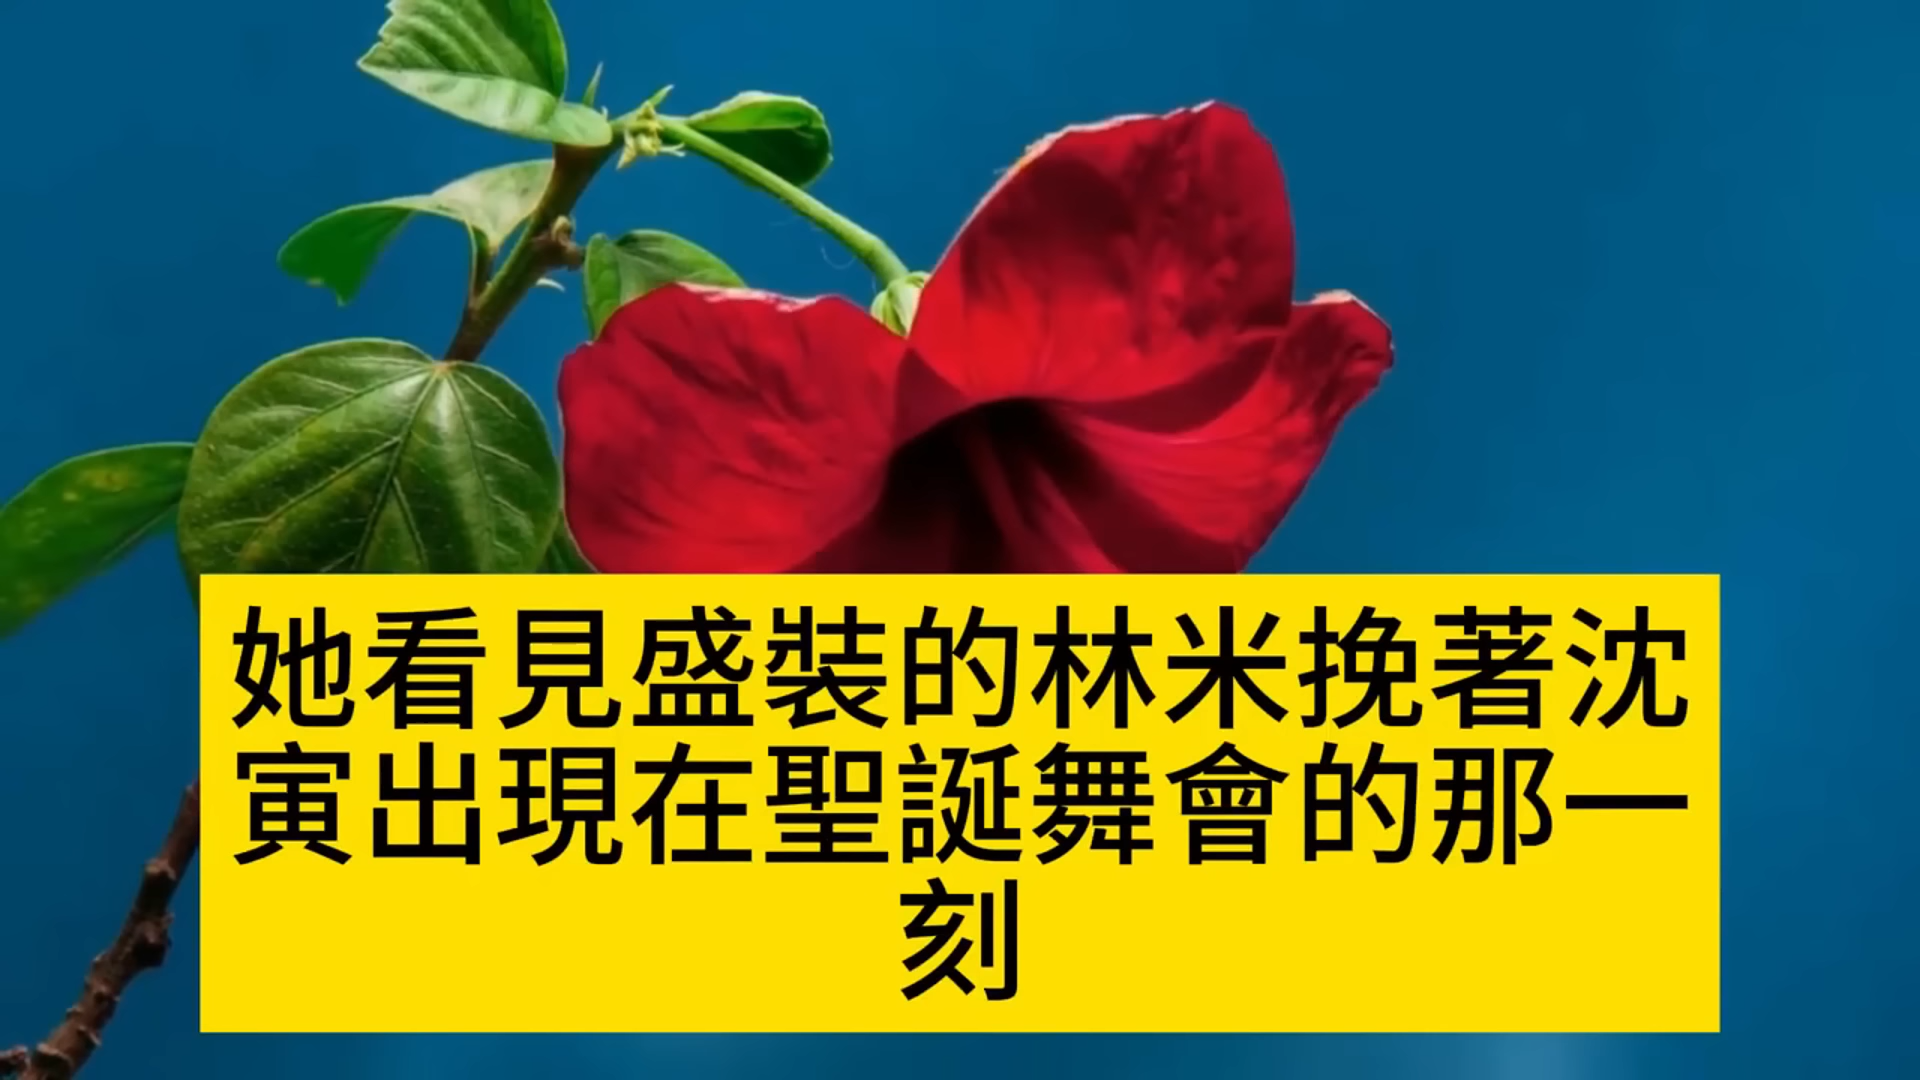 她看見盛裝的林米挽著沈
寅出現在聖誕舞會的那一
刻